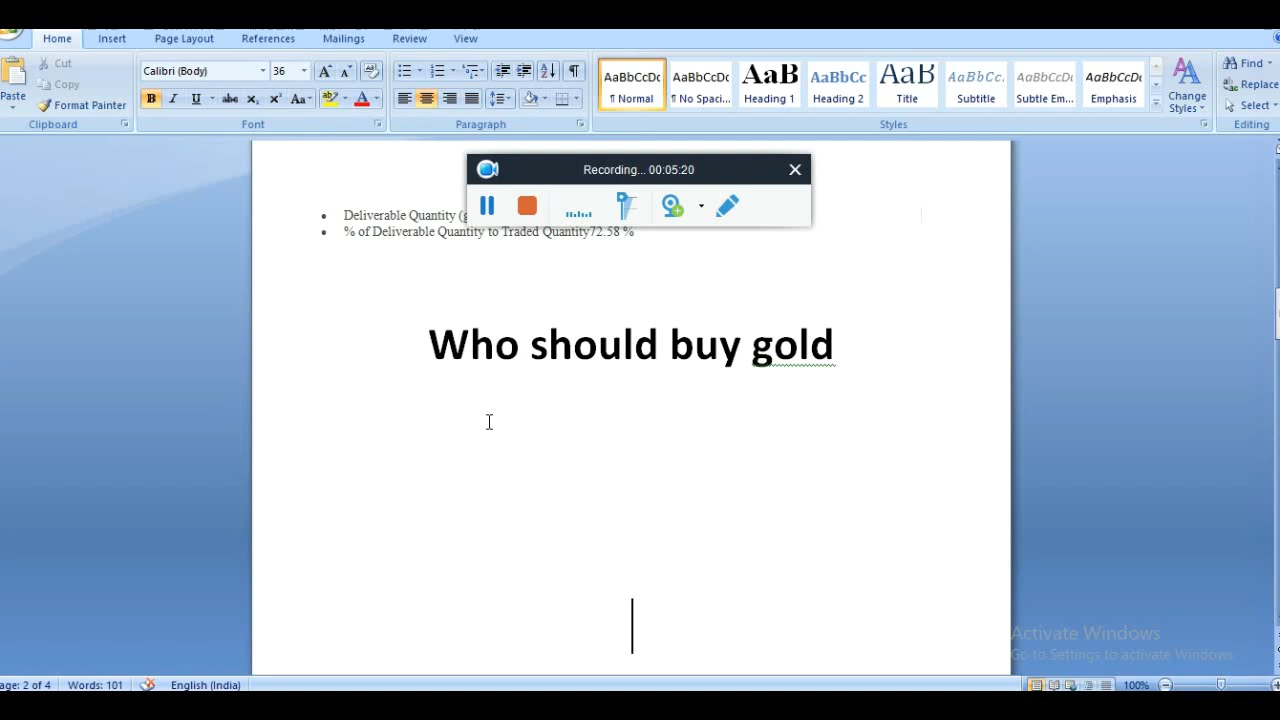 Home Insert Page Layout References Mailings Review View
Cut
Calibri (Body) 36
Find
Copy
Replace
Paste Format Painter
AaBbCcDc AaBbCcDc AaB AaBbCc AaB AaBbCc. AaBbCcDc AaBbCcDc
¶ Normal ¶ No Spaci... Heading 1 Heading 2 Title Subtitle Subtle Em... Emphasis
Change
Styles
Select
Clipboard Font Paragraph Styles Editing
Recording... 00:05:20
Deliverable Quantity (g
% of Deliverable Quantity to Traded Quantity72.58 %
Who should buy gold
Activate Windows
Go to Settings to activate Windows.
age: 2 of 4 Words: 101 English (India) 100%